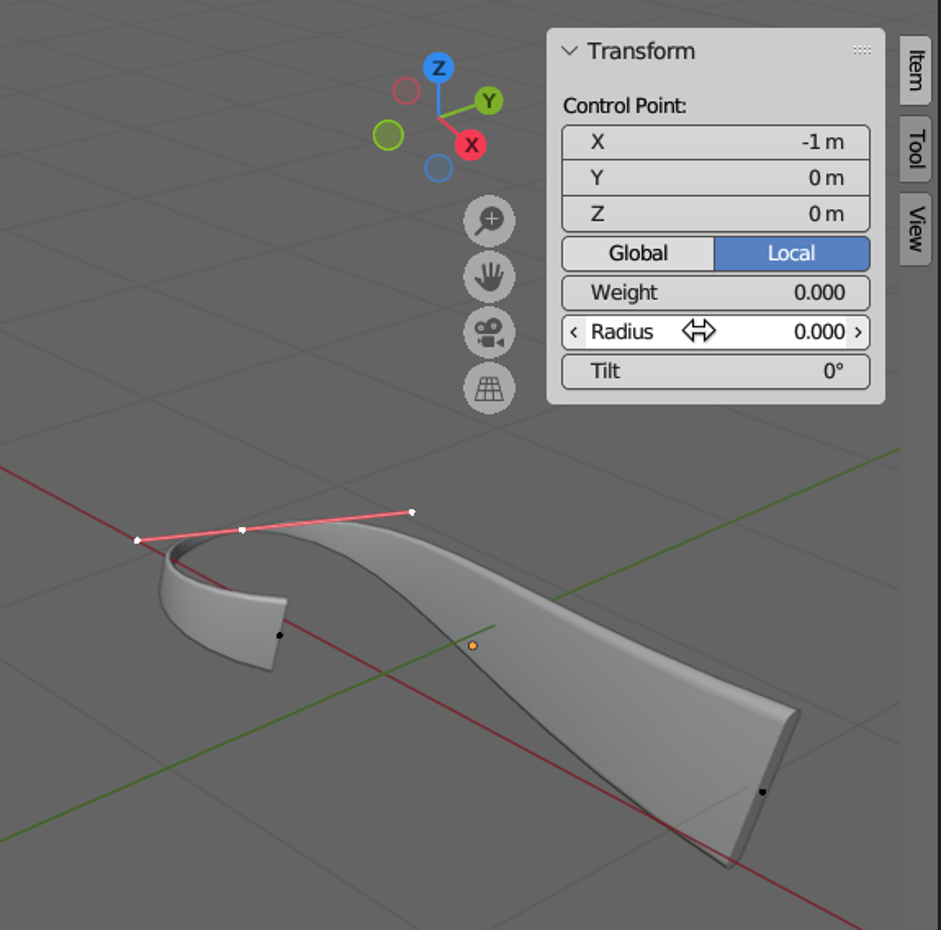 Transform
Control Point:
X -1 m
Y 0 m
Z 0 m
Global Local
Weight 0.000
Radius 0.000
Tilt 0°
Item
Tool
View
Z
Y
X